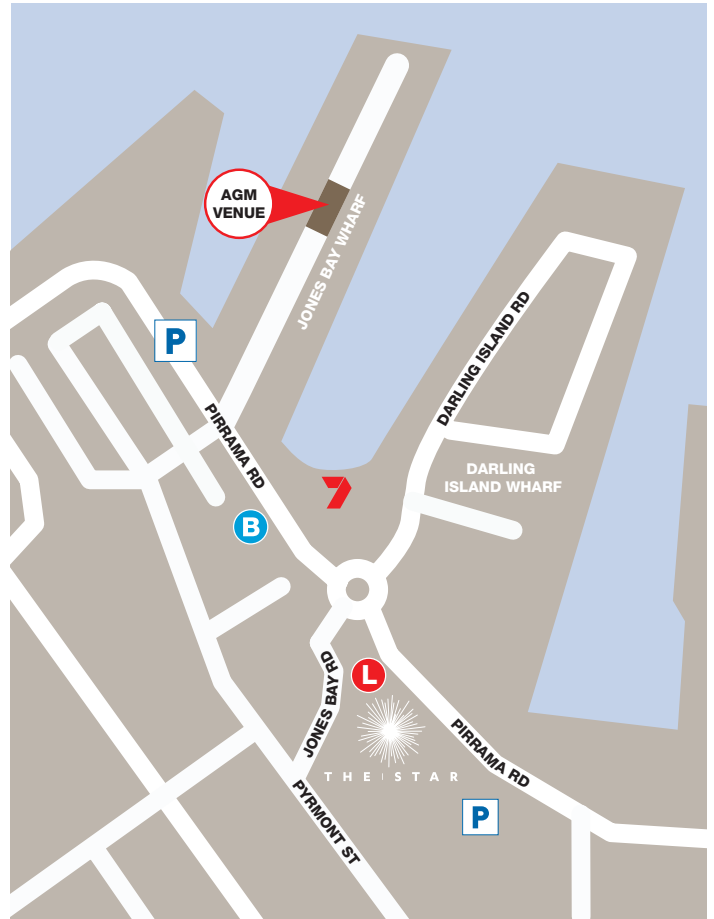 AGM
VENUE
JONES BAY WHARF
P
PIRRAMA RD
DARLING ISLAND RD
DARLING
ISLAND WHARF
7
B
L
JONES BAY RD
THE STAR
PIRRAMA RD
PYRMONT ST
P